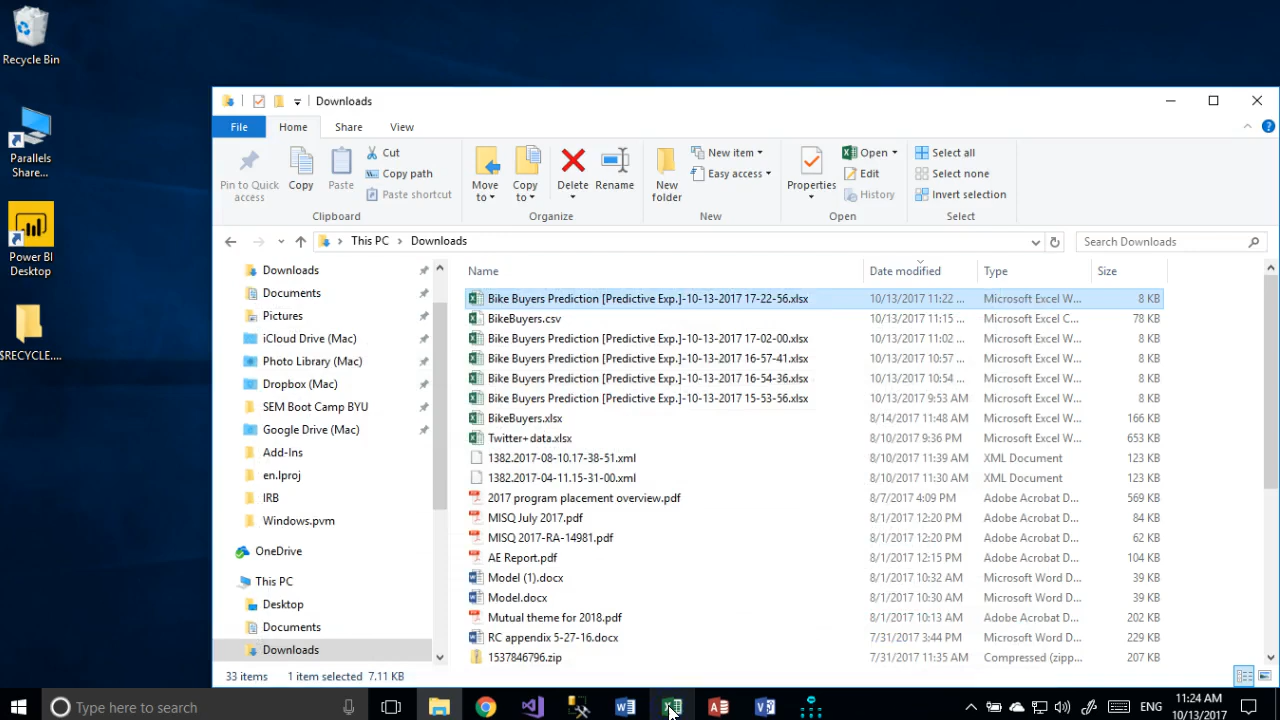 Recycle Bin
Parallels
Share...
Power BI
Desktop
$RECYCLE....
Downloads
File Home Share View
Pin to Quick
access
Copy
Paste
Cut
Copy path
Paste shortcut
Clipboard
Move
to
Copy
to
Delete
Rename
Organize
New
folder
New item
Easy access
New
Properties
Open
Edit
History
Open
Select all
Select none
Invert selection
Select
This PC > Downloads
Search Downloads
Downloads
Documents
Pictures
iCloud Drive (Mac)
Photo Library (Mac)
Dropbox (Mac)
SEM Boot Camp BYU
Google Drive (Mac)
Add-Ins
en.lproj
IRB
Windows.pvm
OneDrive
This PC
Desktop
Documents
Downloads
Name Date modified Type Size
Bike Buyers Prediction [Predictive Exp.]-10-13-2017 17-22-56.xlsx 10/13/2017 11:22 ... Microsoft Excel W... 8 KB
BikeBuyers.csv 10/13/2017 11:15 ... Microsoft Excel C... 78 KB
Bike Buyers Prediction [Predictive Exp.]-10-13-2017 17-02-00.xlsx 10/13/2017 11:02 ... Microsoft Excel W... 8 KB
Bike Buyers Prediction [Predictive Exp.]-10-13-2017 16-57-41.xlsx 10/13/2017 10:57 ... Microsoft Excel W... 8 KB
Bike Buyers Prediction [Predictive Exp.]-10-13-2017 16-54-36.xlsx 10/13/2017 10:54 ... Microsoft Excel W... 8 KB
Bike Buyers Prediction [Predictive Exp.]-10-13-2017 15-53-56.xlsx 10/13/2017 9:53 AM Microsoft Excel W... 8 KB
BikeBuyers.xlsx 8/14/2017 11:48 AM Microsoft Excel W... 166 KB
Twitter+data.xlsx 8/10/2017 9:36 PM Microsoft Excel W... 653 KB
1382.2017-08-10.17-38-51.xml 8/10/2017 11:39 AM XML Document 123 KB
1382.2017-04-11.15-31-00.xml 8/10/2017 11:30 AM XML Document 123 KB
2017 program placement overview.pdf 8/7/2017 4:09 PM Adobe Acrobat D... 569 KB
MISQ July 2017.pdf 8/1/2017 12:20 PM Adobe Acrobat D... 84 KB
MISQ 2017-RA-14981.pdf 8/1/2017 12:20 PM Adobe Acrobat D... 62 KB
AE Report.pdf 8/1/2017 12:15 PM Adobe Acrobat D... 104 KB
Model (1).docx 8/1/2017 10:32 AM Microsoft Word D... 39 KB
Model.docx 8/1/2017 10:30 AM Microsoft Word D... 39 KB
Mutual theme for 2018.pdf 8/1/2017 10:13 AM Adobe Acrobat D... 618 KB
RC appendix 5-27-16.docx 7/31/2017 3:44 PM Microsoft Word D... 229 KB
1537846796.zip 7/31/2017 11:35 AM Compressed (zipp... 207 KB
33 items 1 item selected 7.11 KB
Type here to search
ENG
11:24 AM
10/13/2017